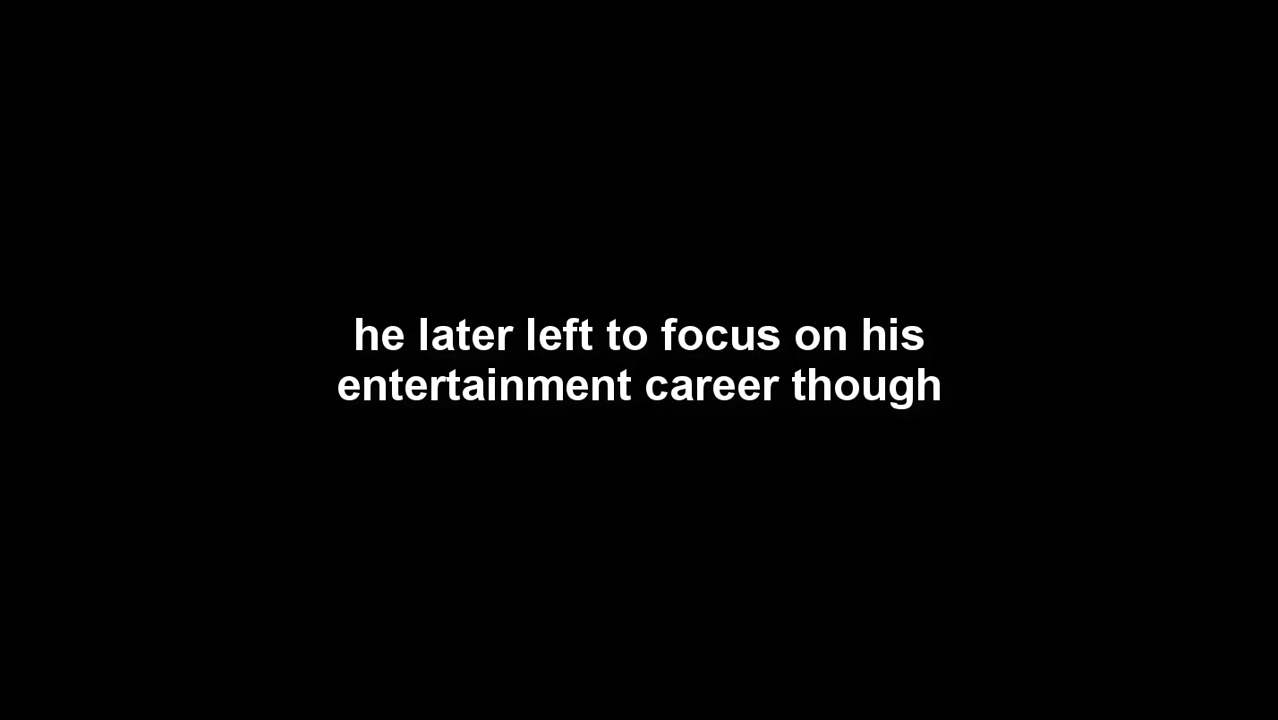 he later left to focus on his
entertainment career though